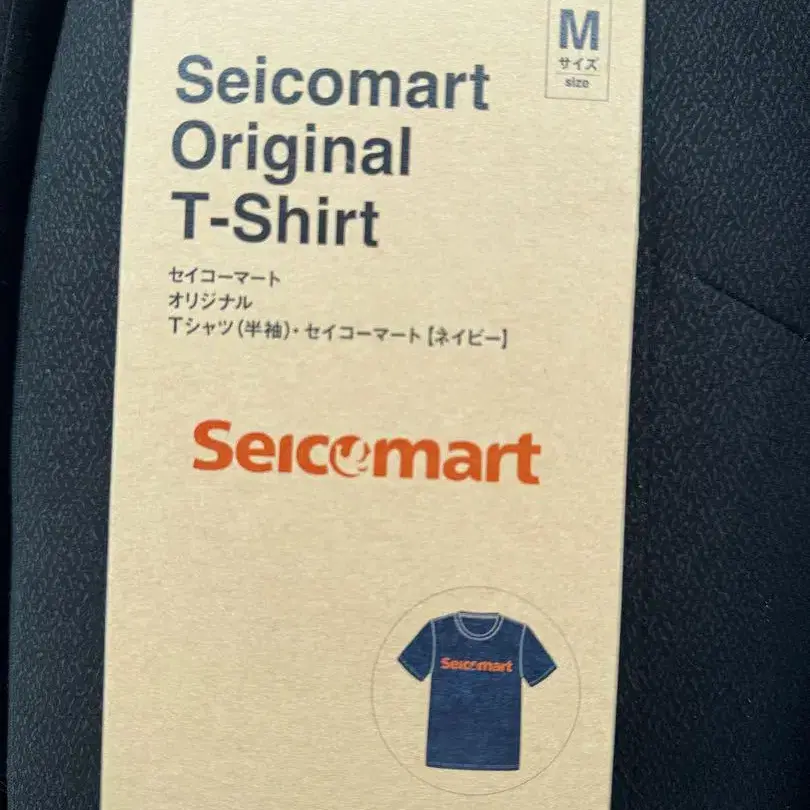 M
サイズ
size
Seicomart
Original
T-Shirt
セイコーマート
オリジナル
Tシャツ(半袖)・セイコーマート【ネイビー】
Seicomart
Seicomart